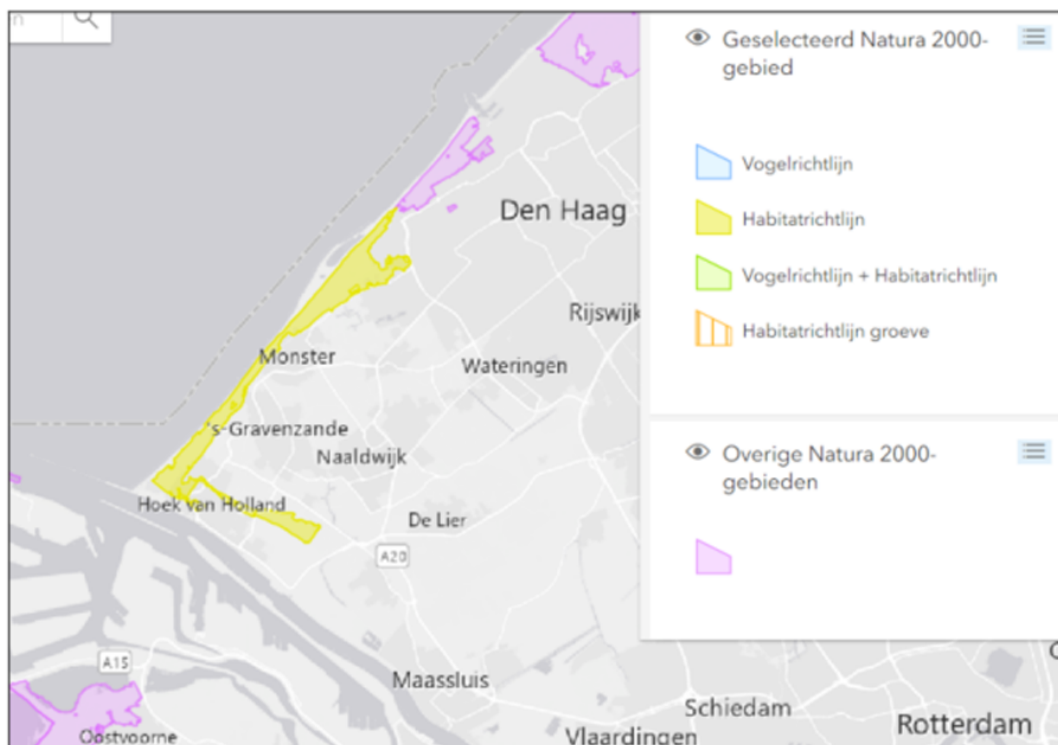 n
Geselecteerd Natura 2000-
gebied
Vogelrichtlijn
Habitatrichtlijn
Vogelrichtlijn + Habitatrichtlijn
Habitatrichtlijn groeve
Overige Natura 2000-
gebieden
Den Haag
Rijswijk
Monster
Wateringen
's-Gravenzande
Naaldwijk
Hoek van Holland
De Lier
A20
A15
Maassluis
Schiedam
Oostvoorne
Vlaardingen
Rotterdam